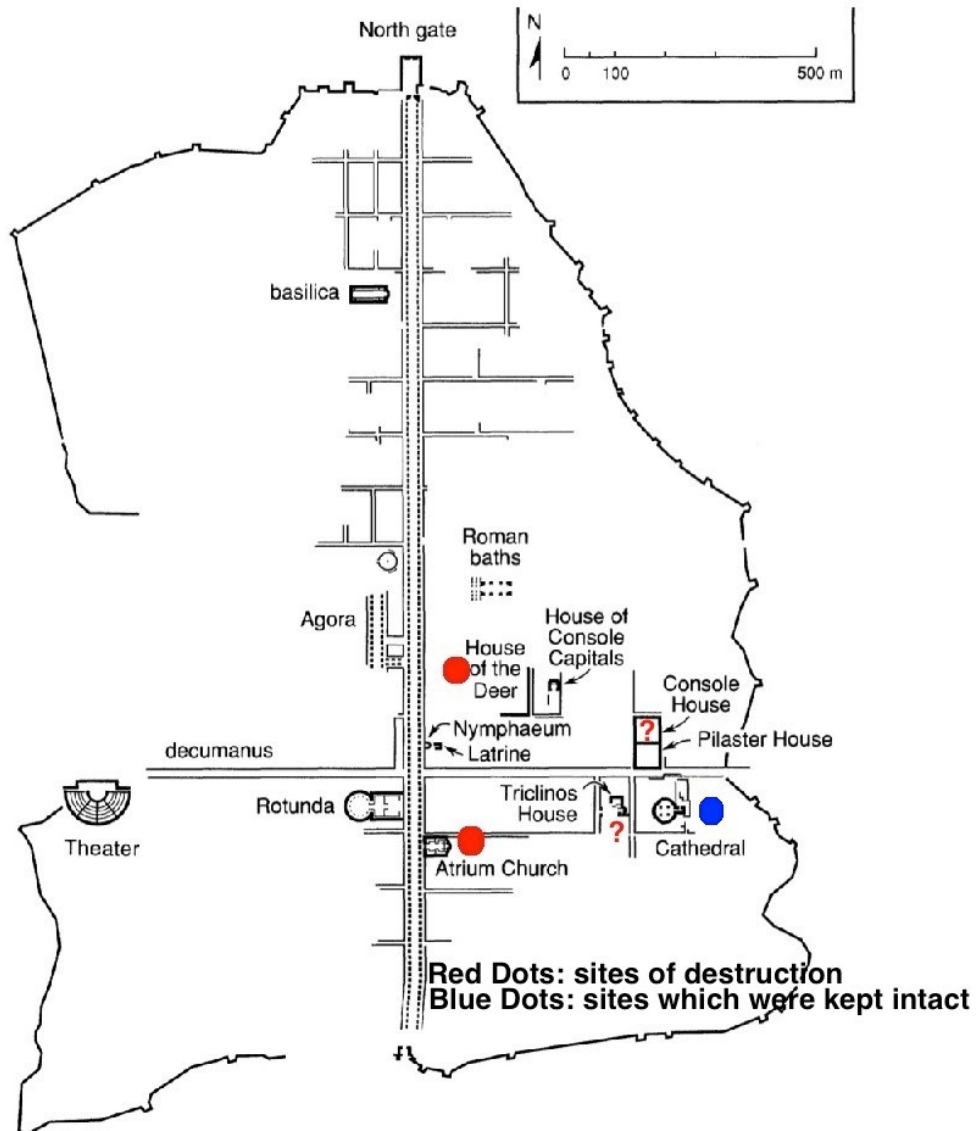 North gate
N
0 100 500 m
basilica
Roman
baths
Agora
House of
Console
Capitals
House
of the
Deer
Console
House
Nymphaeum
Latrine
Pilaster House
decumanus
?
Triclinos
House
Rotunda
Theater
?
Cathedral
Atrium Church
Red Dots: sites of destruction
Blue Dots: sites which were kept intact